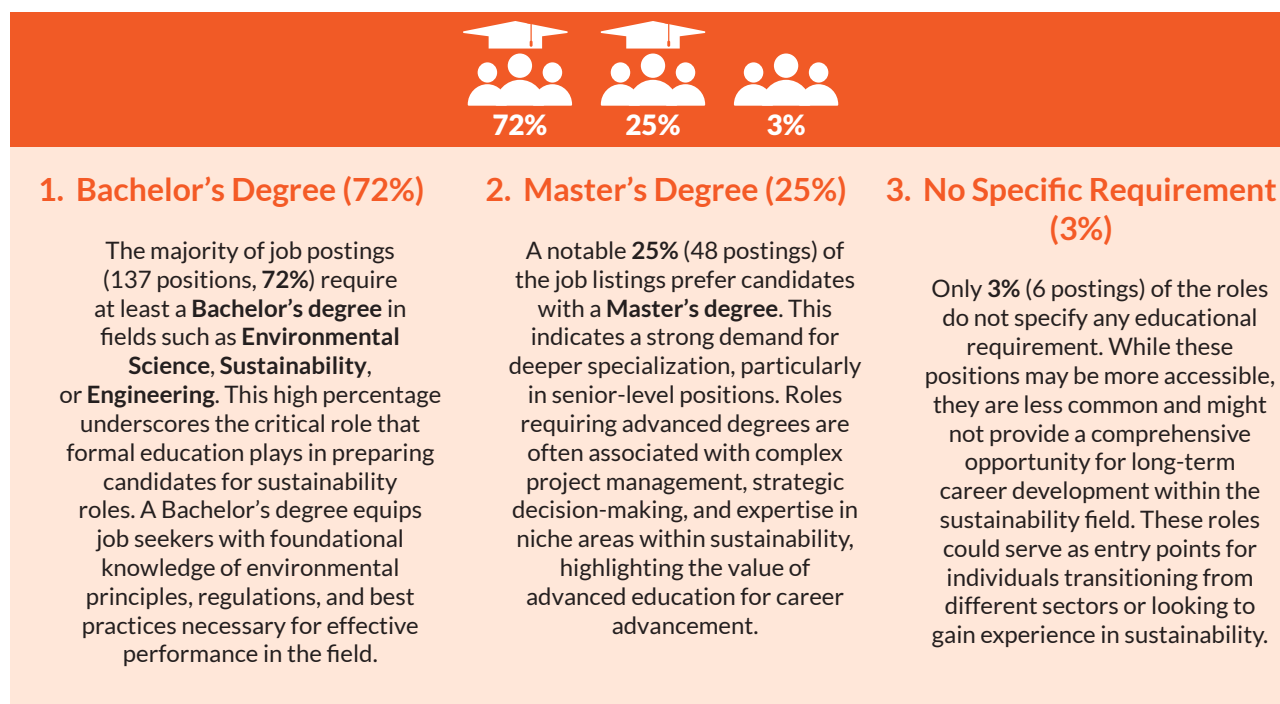 72%
25%
3%
1. Bachelor’s Degree (72%)
The majority of job postings
(137 positions, 72%) require
at least a Bachelor’s degree in
fields such as Environmental
Science, Sustainability,
or Engineering. This high percentage
underscores the critical role that
formal education plays in preparing
candidates for sustainability
roles. A Bachelor’s degree equips
job seekers with foundational
knowledge of environmental
principles, regulations, and best
practices necessary for effective
performance in the field.
2. Master’s Degree (25%)
A notable 25% (48 postings) of
the job listings prefer candidates
with a Master’s degree. This
indicates a strong demand for
deeper specialization, particularly
in senior-level positions. Roles
requiring advanced degrees are
often associated with complex
project management, strategic
decision-making, and expertise in
niche areas within sustainability,
highlighting the value of
advanced education for career
advancement.
3. No Specific Requirement
(3%)
Only 3% (6 postings) of the roles
do not specify any educational
requirement. While these
positions may be more accessible,
they are less common and might
not provide a comprehensive
opportunity for long-term
career development within the
sustainability field. These roles
could serve as entry points for
individuals transitioning from
different sectors or looking to
gain experience in sustainability.